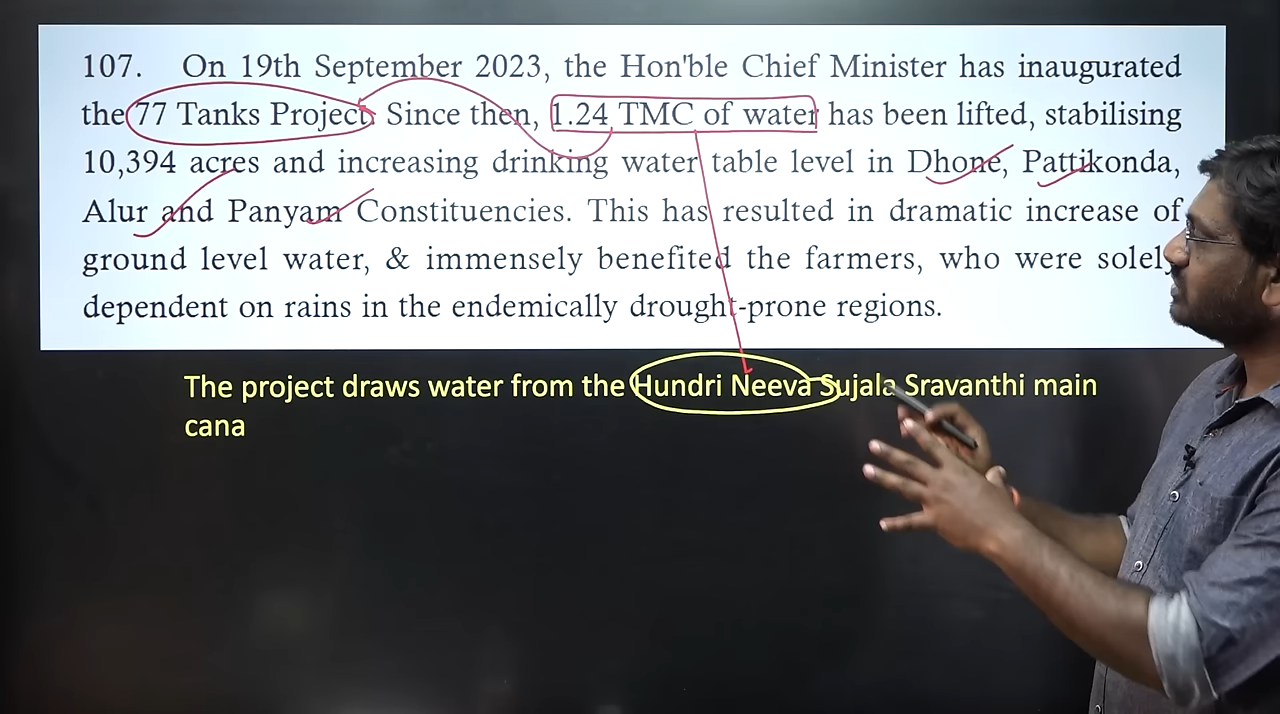 107. On 19th September 2023, the Hon'ble Chief Minister has inaugurated
the 77 Tanks Project. Since then, 1.24 TMC of water has been lifted, stabilising
10,394 acres and increasing drinking water table level in Dhone, Pattikonda,
Alur and Panyam Constituencies. This has resulted in dramatic increase of
ground level water, & immensely benefited the farmers, who were solely
dependent on rains in the endemically drought-prone regions.
The project draws water from the Hundri Neeva Sujala Sravanthi main
cana